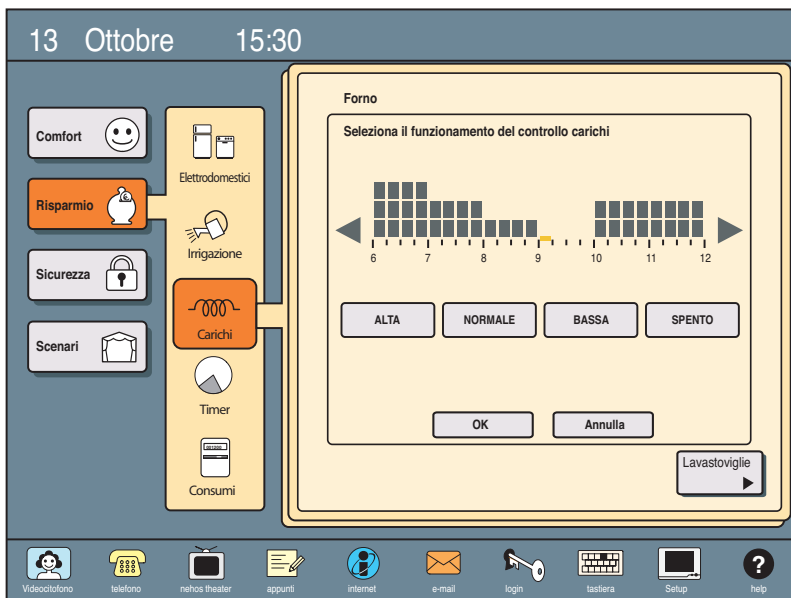 13 Ottobre 15:30
Comfort
Risparmio
Sicurezza
Scenari
Elettrodomestici
Irrigazione
Carichi
Timer
001200
Consumi
Forno
Seleziona il funzionamento del controllo carichi
6 7 8 9 10 11 12
ALTA NORMALE BASSA SPENTO
OK Annulla
Lavastoviglie
Videocitofono telefono nehos theater appunti internet e-mail login tastiera Setup help